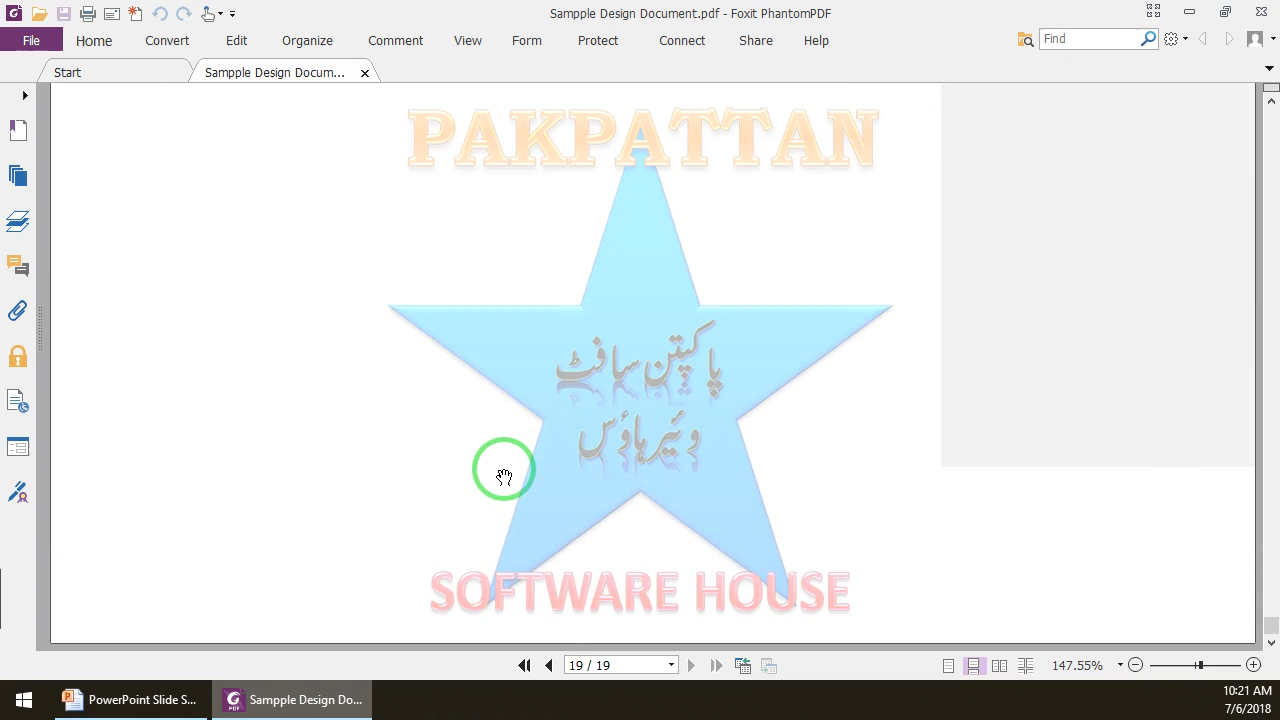 Sampple Design Document.pdf - Foxit PhantomPDF
File Home Convert Edit Organize Comment View Form Protect Connect Share Help Find
Start Sampple Design Docum...
PAKPATTAN
پاکپتن سافٹ
وئیرہاؤس
SOFTWARE HOUSE
19 / 19 147.55%
PowerPoint Slide S... Sampple Design Do... 10:21 AM
7/6/2018